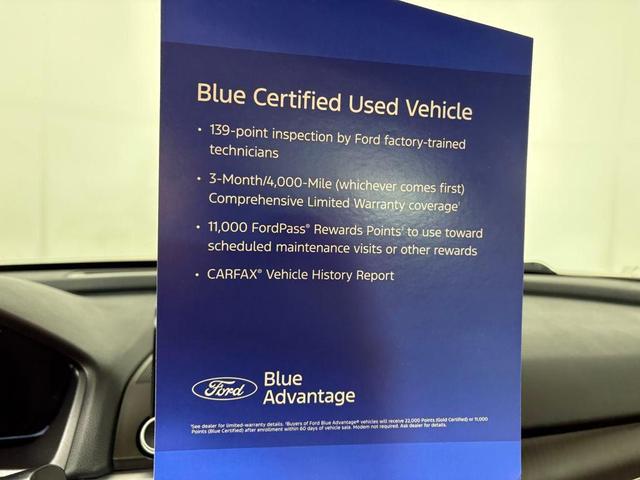 Blue Certified Used Vehicle
• 139-point inspection by Ford factory-trained
technicians
• 3-Month/4,000-Mile (whichever comes first)
Comprehensive Limited Warranty coverage¹
• 11,000 FordPass® Rewards Points² to use toward
scheduled maintenance visits or other rewards
• CARFAX® Vehicle History Report
Ford
Blue
Advantage
¹See dealer for limited-warranty details. ²Buyers of Ford Blue Advantage® vehicles will receive 22,000 Points (Gold Certified) or 11,000
Points (Blue Certified) after enrollment within 60 days of vehicle sale. Modem not required. Ask dealer for details.